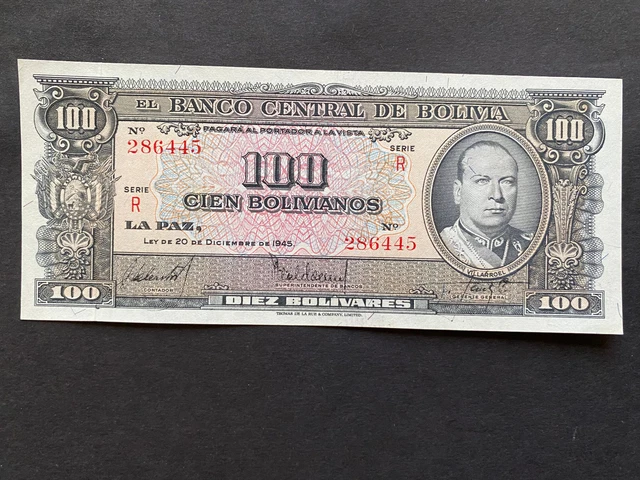 EL BANCO CENTRAL DE BOLIVIA
100 100
PAGARÁ AL PORTADOR A LA VISTA
Nº
286445
SERIE
R
100
SERIE
R
CIEN BOLIVIANOS
LA PAZ,
Nº
286445
LEY DE 20 DE DICIEMBRE DE 1945
VILLARROEL
CONTADOR
SUPERINTENDENTE DE BANCOS
GERENTE GENERAL
100 DIEZ BOLÍVARES 100
THOMAS DE LA RUE & COMPANY, LIMITED.